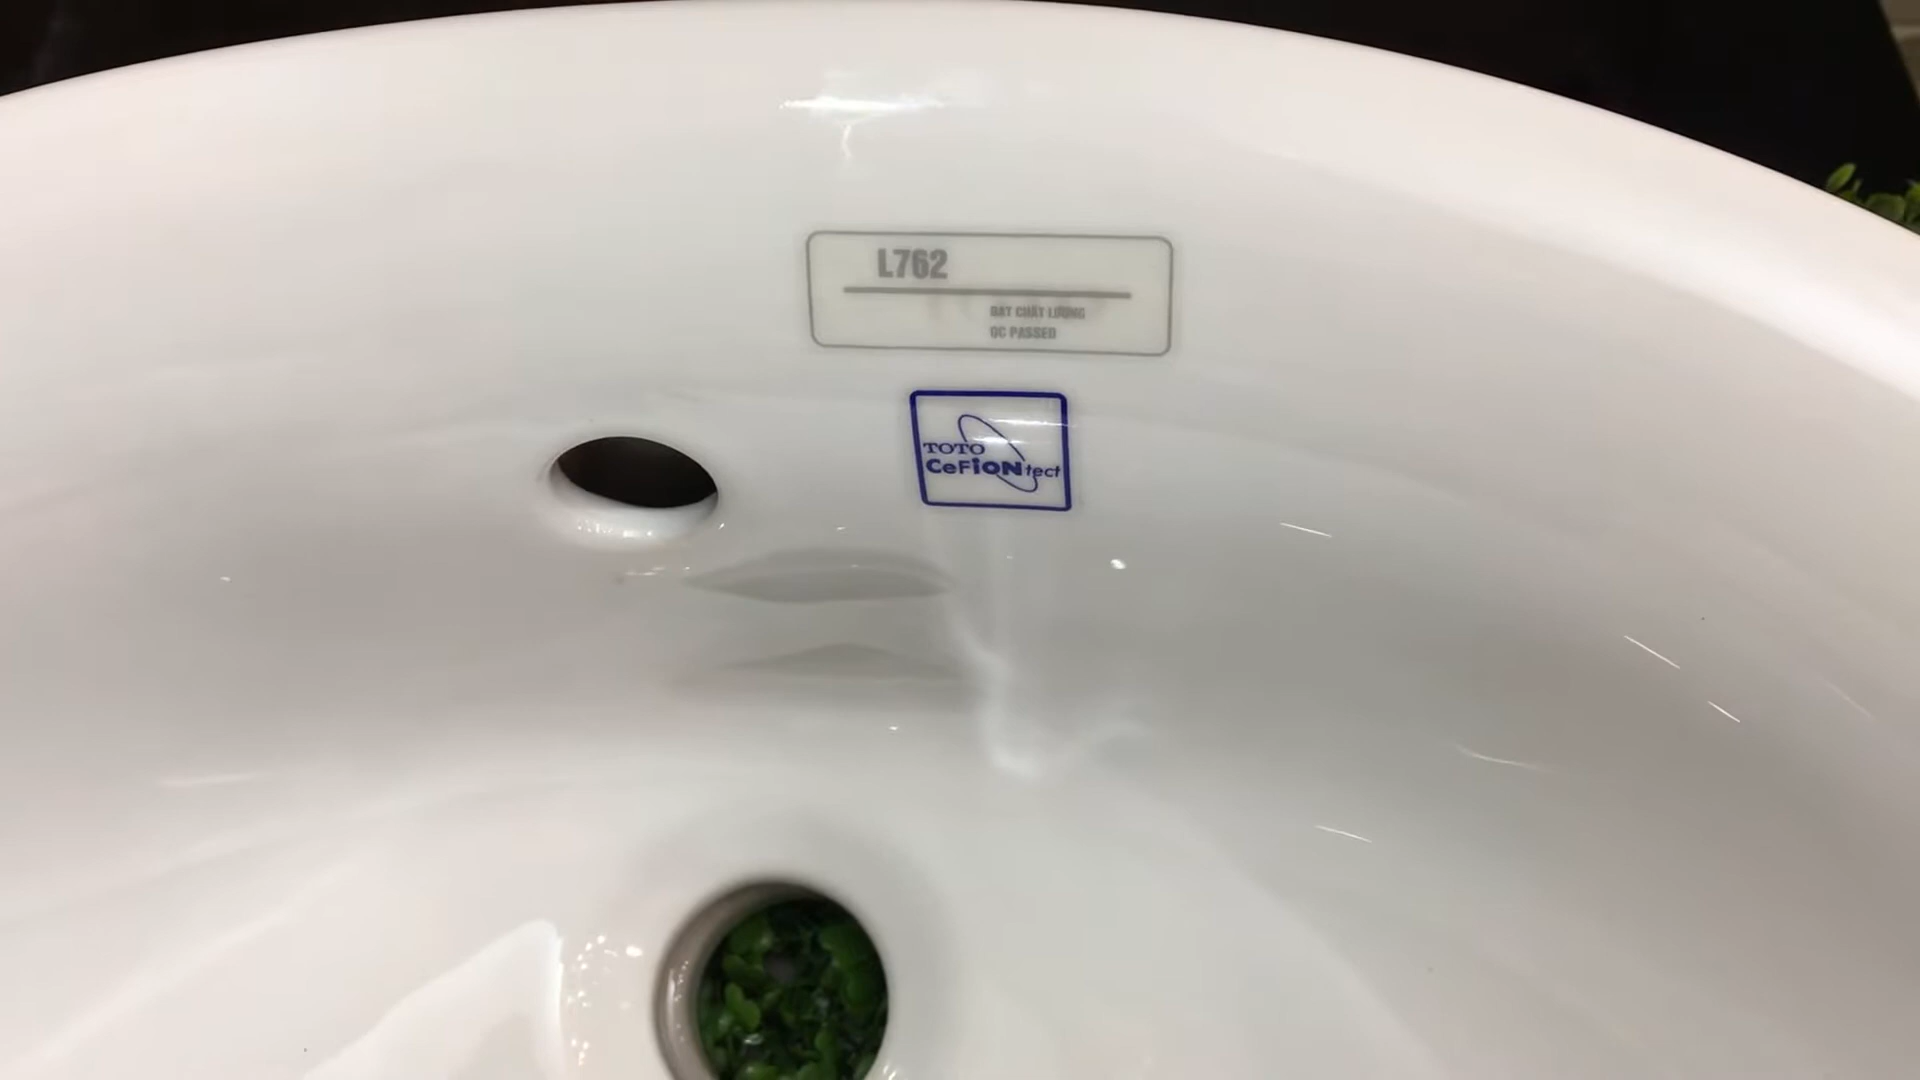 L762
ĐẠT CHẤT LƯỢNG
QC PASSED
TOTO
CeFiONtect